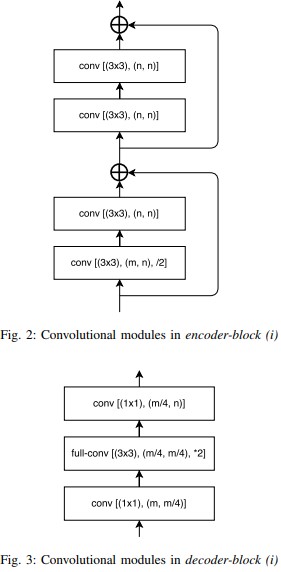 conv [(3x3), (n, n)]
conv [(3x3), (n, n)]
conv [(3x3), (n, n)]
conv [(3x3), (m, n), /2]
Fig. 2: Convolutional modules in encoder-block (i)
conv [(1x1), (m/4, n)]
full-conv [(3x3), (m/4, m/4), *2]
conv [(1x1), (m, m/4)]
Fig. 3: Convolutional modules in decoder-block (i)